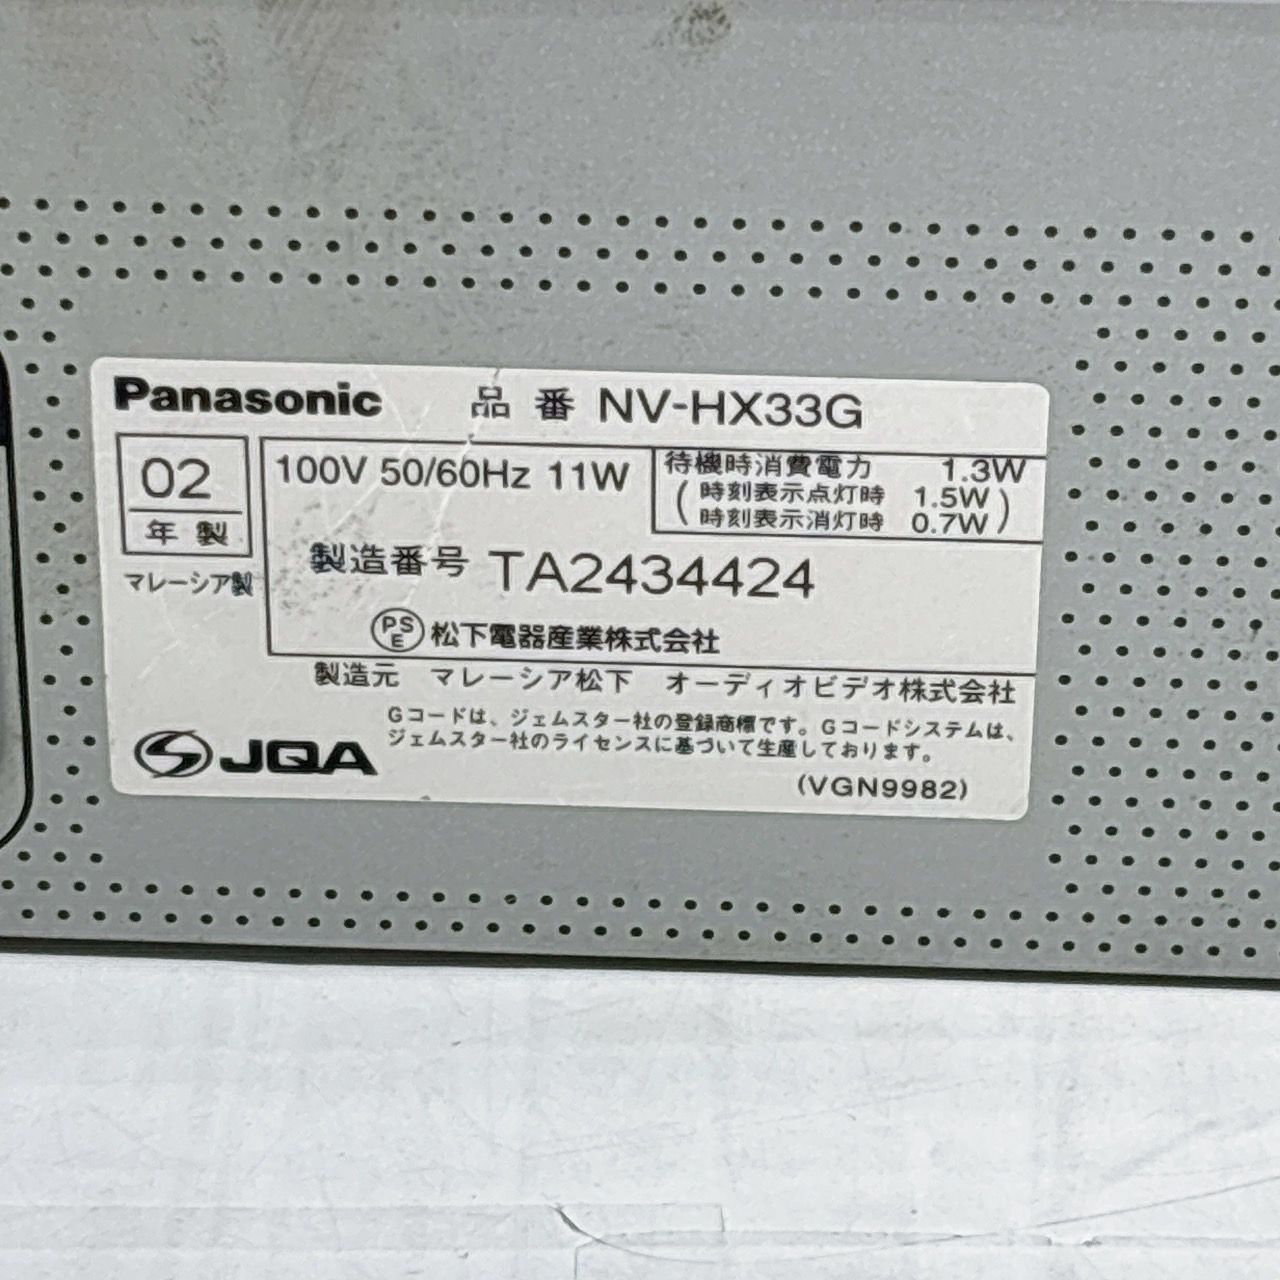 Panasonic 品番 NV-HX33G
02
年製
マレーシア製
100V 50/60Hz 11W
待機時消費電力 1.3W
(時刻表示点灯時 1.5W)
(時刻表示消灯時 0.7W)
製造番号 TA2434424
PSE 松下電器産業株式会社
製造元 マレーシア松下 オーディオビデオ株式会社
Gコードは、ジェムスター社の登録商標です。Gコードシステムは、
ジェムスター社のライセンスに基づいて生産しております。
JQA
(VGN9982)